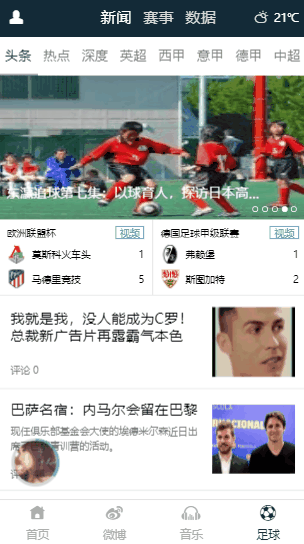 新闻 赛事 数据 21℃
头条 热点 深度 英超 西甲 意甲 德甲 中超
东瀛追球第七集：以球育人，探访日本高...
欧洲联盟杯 视频
莫斯科火车头 1
马德里竞技 5
德国足球甲级联赛 视频
弗赖堡 1
斯图加特 2
我就是我，没人能成为C罗！
总裁新广告片再露霸气本色
评论 0
巴萨名宿：内马尔会留在巴黎
现任俱乐部基金会大使的埃德米尔森近日出
训营的活动。
NACIONAL
首页 微博 音乐 足球